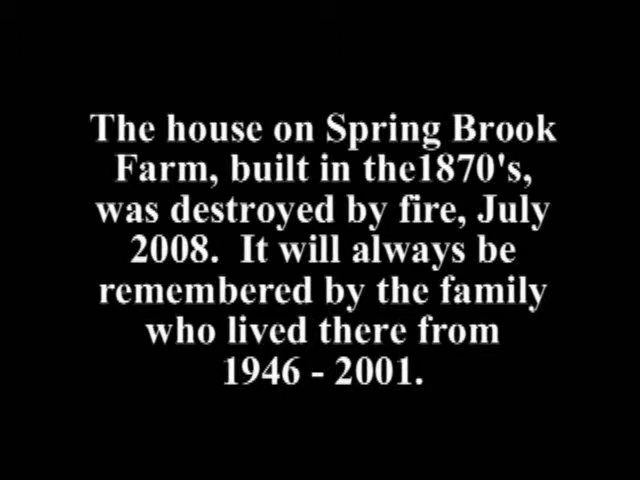 The house on Spring Brook
Farm, built in the1870's,
was destroyed by fire, July
2008.  It will always be
remembered by the family
who lived there from
1946 - 2001.